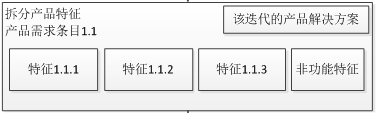 拆分产品特征
产品需求条目1.1
该迭代的产品解决方案
特征1.1.1
特征1.1.2
特征1.1.3
非功能特征